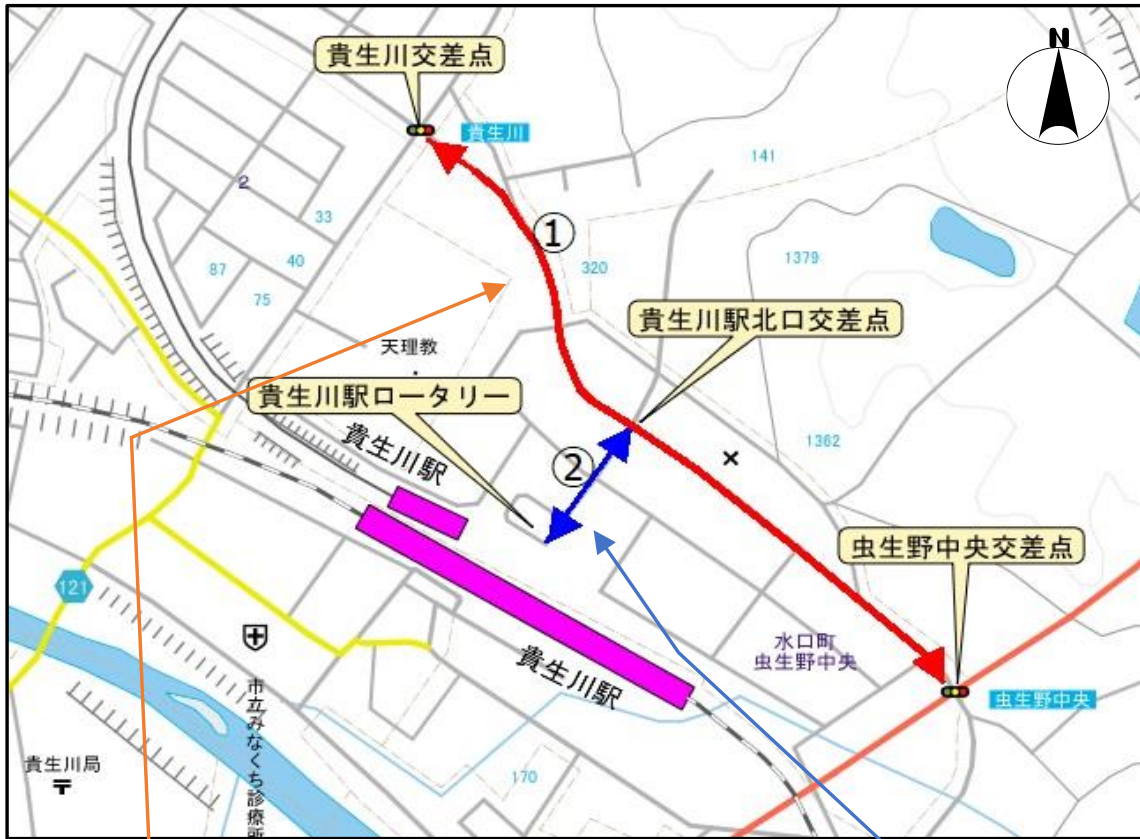 N
貴生川交差点
貴生川
141
2
33
①
87
40
320
1379
75
貴生川駅北口交差点
天理教
貴生川駅ロータリー
貴生川駅
1362
②
虫生野中央交差点
121
水口町
虫生野中央
貴生川駅
虫生野中央
市立みなくち診療所
貴生川局
170